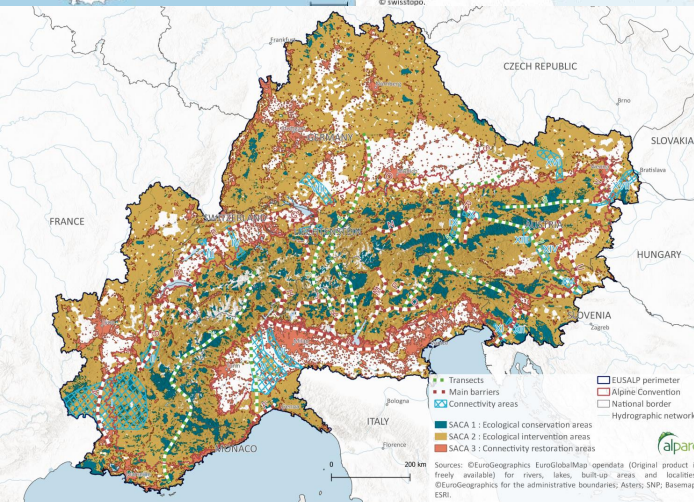 © swisstopo.
Frankfurt
CZECH REPUBLIC
Brno
SLOVAKIA
Bratislava
GERMANY
FRANCE
SWITZERLAND
LIECHTENSTEIN
AUSTRIA
HUNGARY
SLOVENIA
Zagreb
Bologna
ITALY
MONACO
Florence
0 200 km
Transects
Main barriers
Connectivity areas
SACA 1 : Ecological conservation areas
SACA 2 : Ecological intervention areas
SACA 3 : Connectivity restoration areas
EUSALP perimeter
Alpine Convention
National border
Hydrographic network
alparc
Sources: ©EuroGeographics EuroGlobalMap opendata (Original product
freely available) for rivers, lakes, built-up areas and localities
©EuroGeographics for the administrative boundaries; Asters; SNP; Basemap
ESRI.